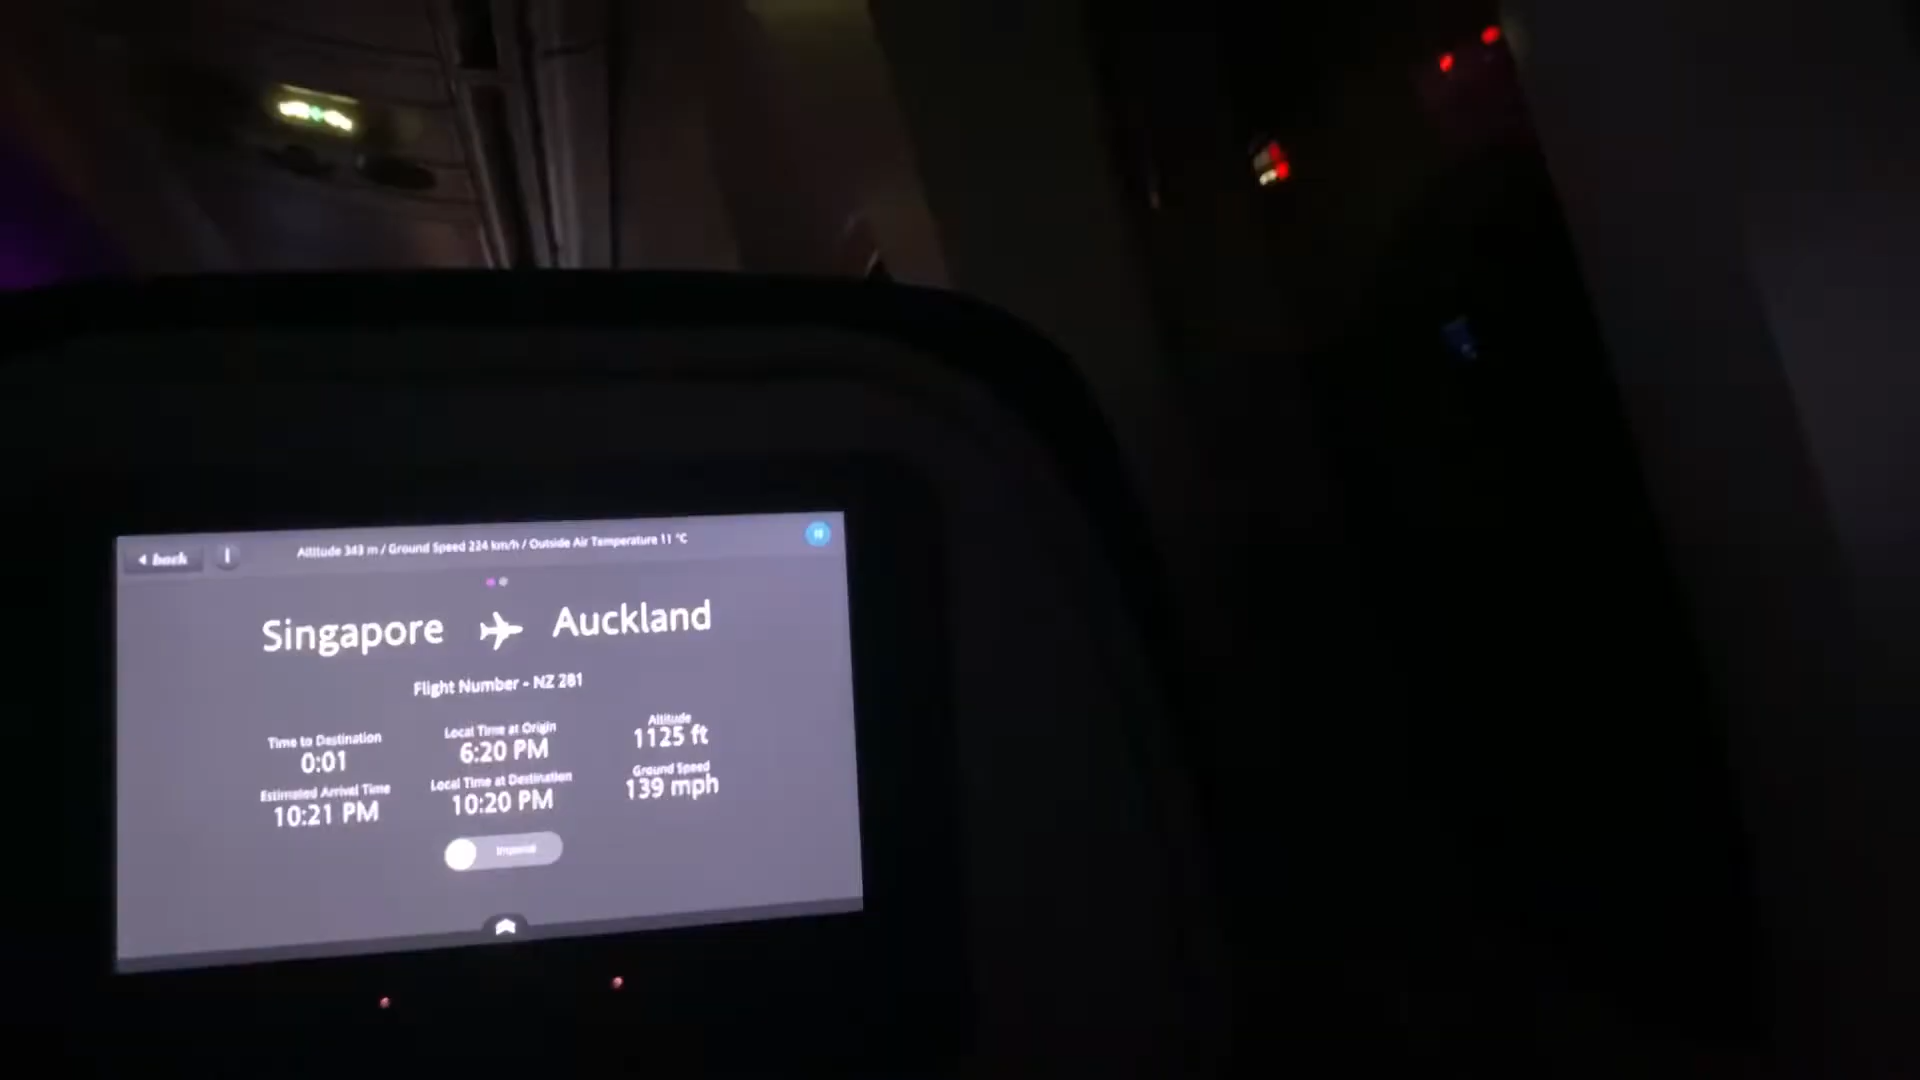 back
i
Altitude 343 m / Ground Speed 224 km/h / Outside Air Temperature 11 °C
Singapore Auckland
Flight Number - NZ 281
Time to Destination
0:01
Estimated Arrival Time
10:21 PM
Local Time at Origin
6:20 PM
Local Time at Destination
10:20 PM
Altitude
1125 ft
Ground Speed
139 mph
Imperial